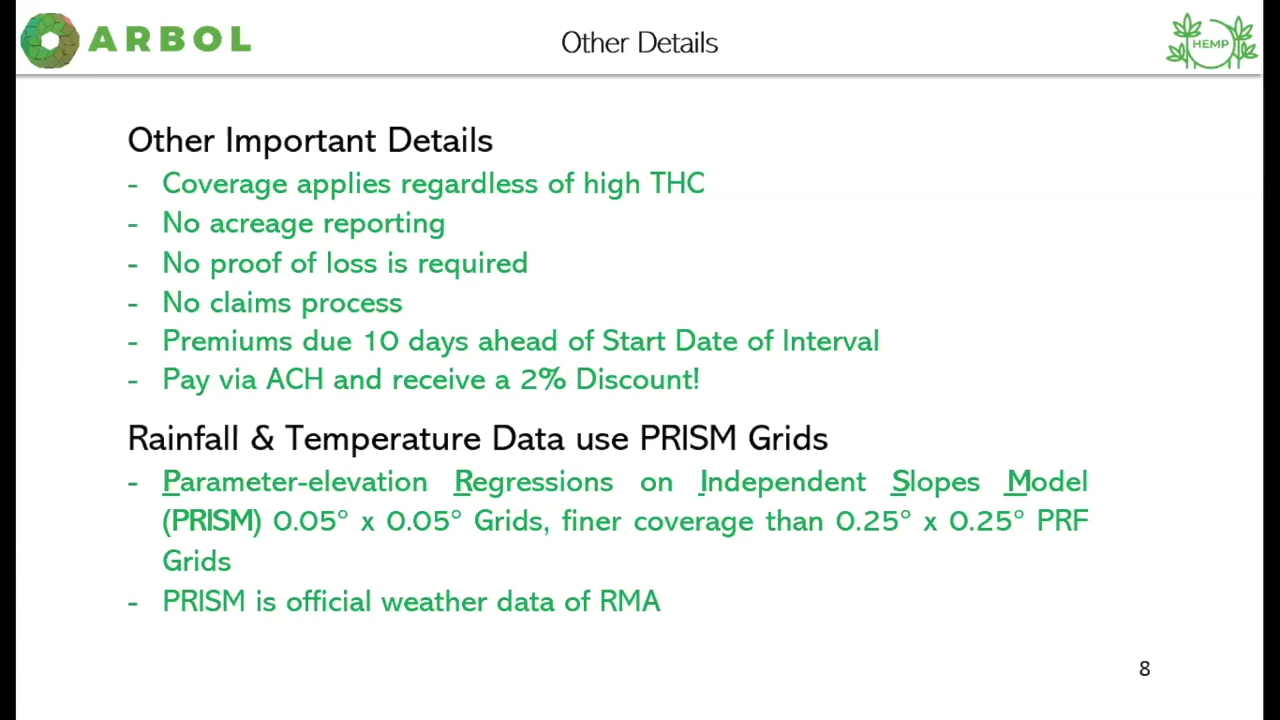 ARBOL
Other Details
HEMP
Other Important Details
- Coverage applies regardless of high THC
- No acreage reporting
- No proof of loss is required
- No claims process
- Premiums due 10 days ahead of Start Date of Interval
- Pay via ACH and receive a 2% Discount!
Rainfall & Temperature Data use PRISM Grids
- Parameter-elevation Regressions on Independent Slopes Model
(PRISM) 0.05° x 0.05° Grids, finer coverage than 0.25° x 0.25° PRF
Grids
- PRISM is official weather data of RMA
8